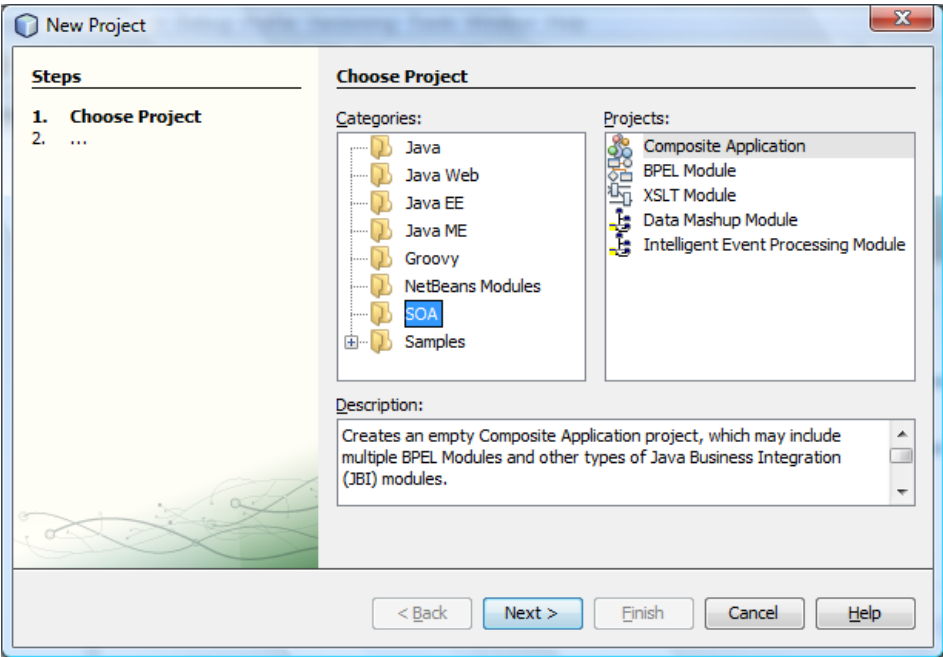 New Project
Steps
1. Choose Project
2. ...
Choose Project
Categories:
Java
Java Web
Java EE
Java ME
Groovy
NetBeans Modules
SOA
Samples
Projects:
Composite Application
BPEL Module
XSLT Module
Data Mashup Module
Intelligent Event Processing Module
Description:
Creates an empty Composite Application project, which may include
multiple BPEL Modules and other types of Java Business Integration
(JBI) modules.
< Back
Next >
Finish
Cancel
Help